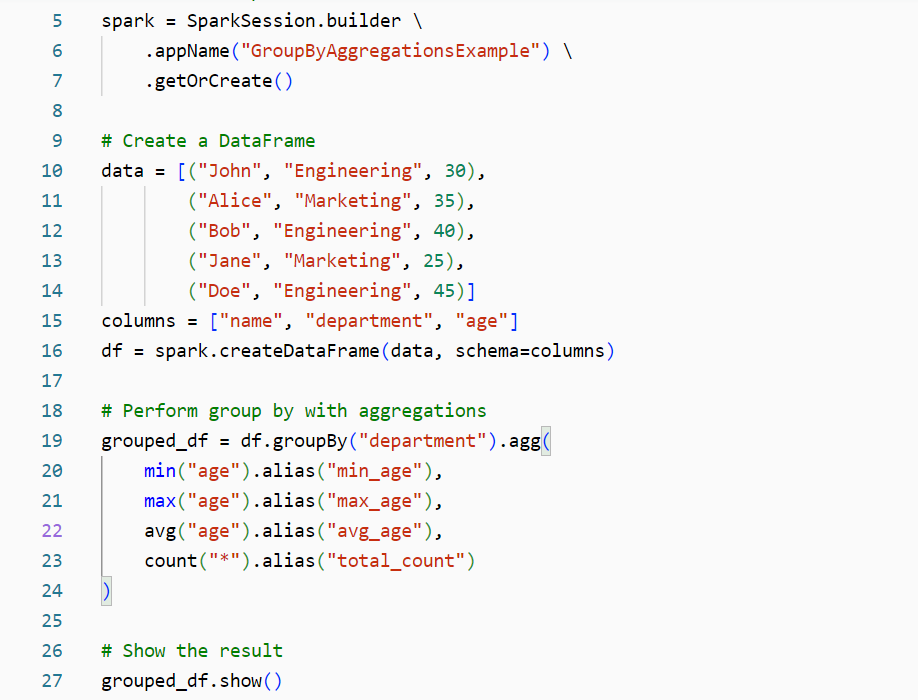 5 spark = SparkSession.builder \
6     .appName("GroupByAggregationsExample") \
7     .getOrCreate()
8
9 # Create a DataFrame
10 data = [("John", "Engineering", 30),
11         ("Alice", "Marketing", 35),
12         ("Bob", "Engineering", 40),
13         ("Jane", "Marketing", 25),
14         ("Doe", "Engineering", 45)]
15 columns = ["name", "department", "age"]
16 df = spark.createDataFrame(data, schema=columns)
17
18 # Perform group by with aggregations
19 grouped_df = df.groupBy("department").agg(
20     min("age").alias("min_age"),
21     max("age").alias("max_age"),
22     avg("age").alias("avg_age"),
23     count("*").alias("total_count")
24 )
25
26 # Show the result
27 grouped_df.show()